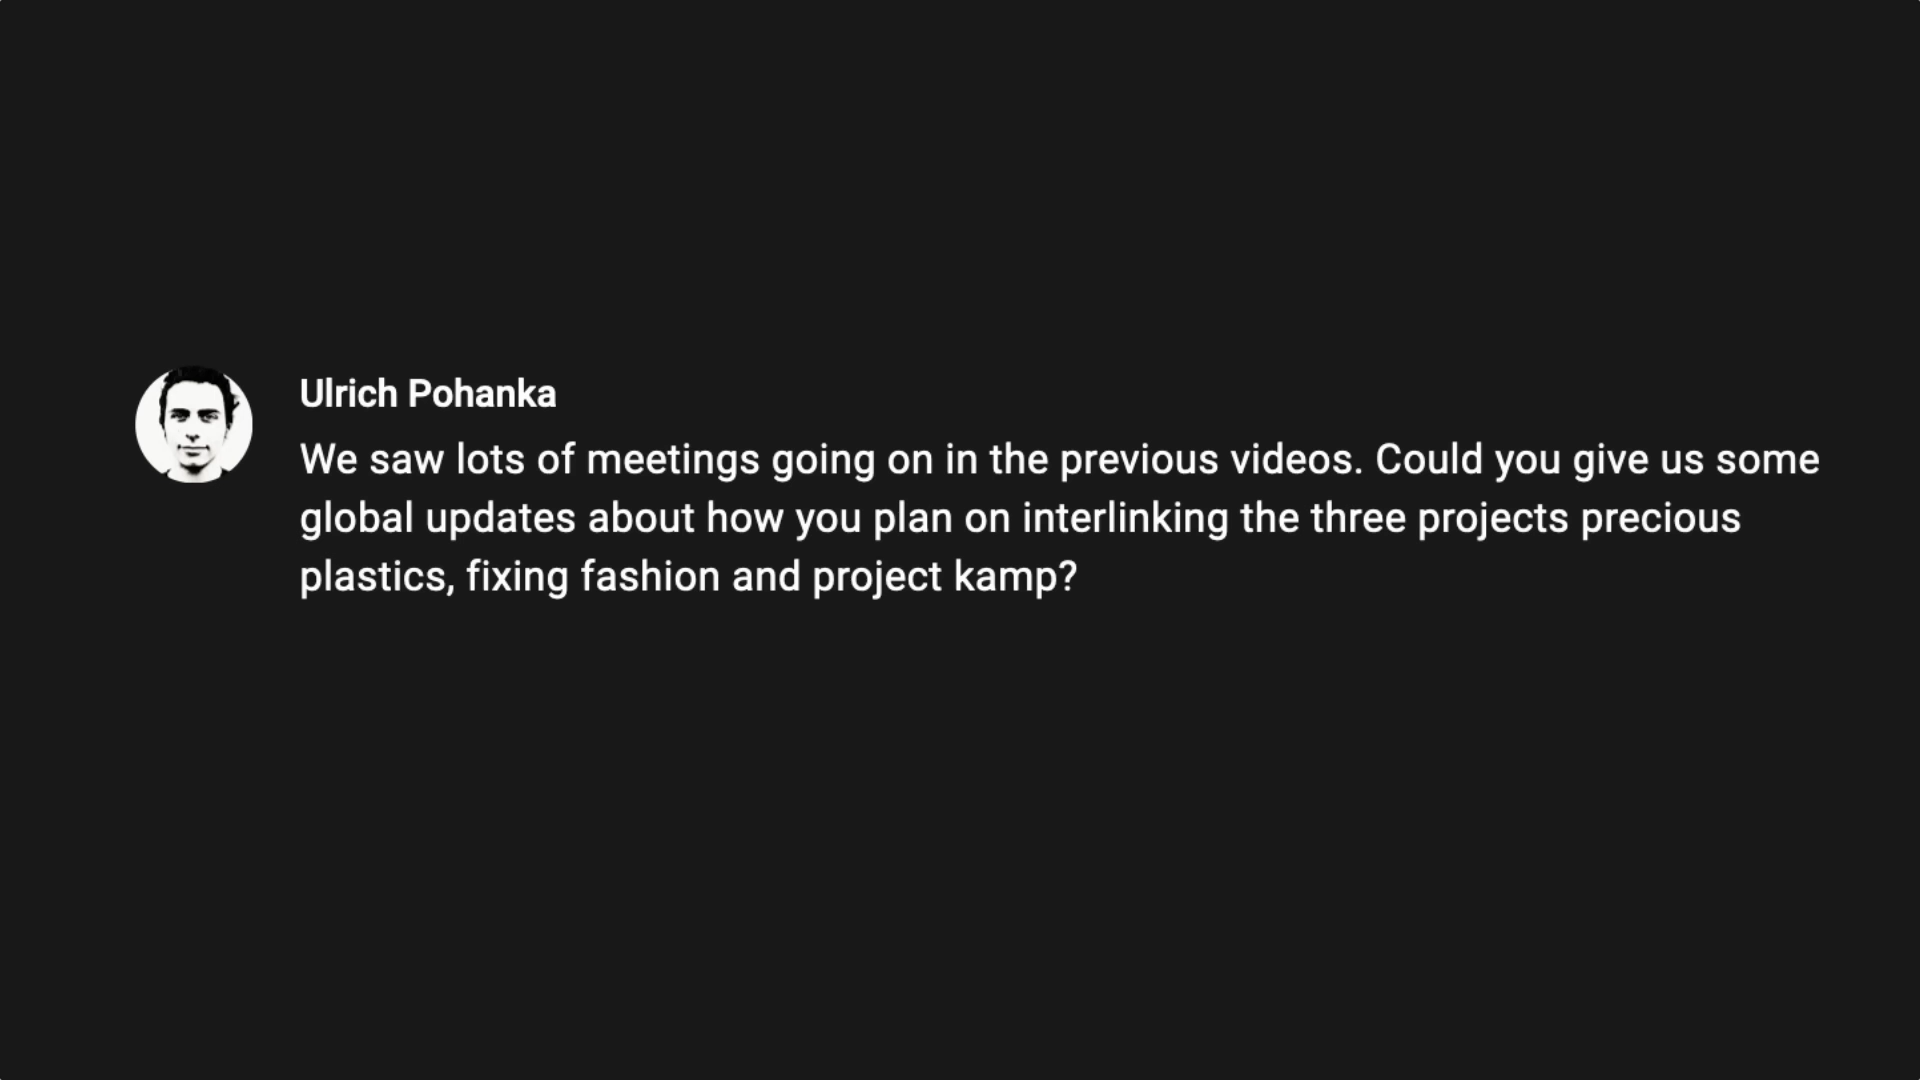 Ulrich Pohanka
We saw lots of meetings going on in the previous videos. Could you give us some
global updates about how you plan on interlinking the three projects precious
plastics, fixing fashion and project kamp?